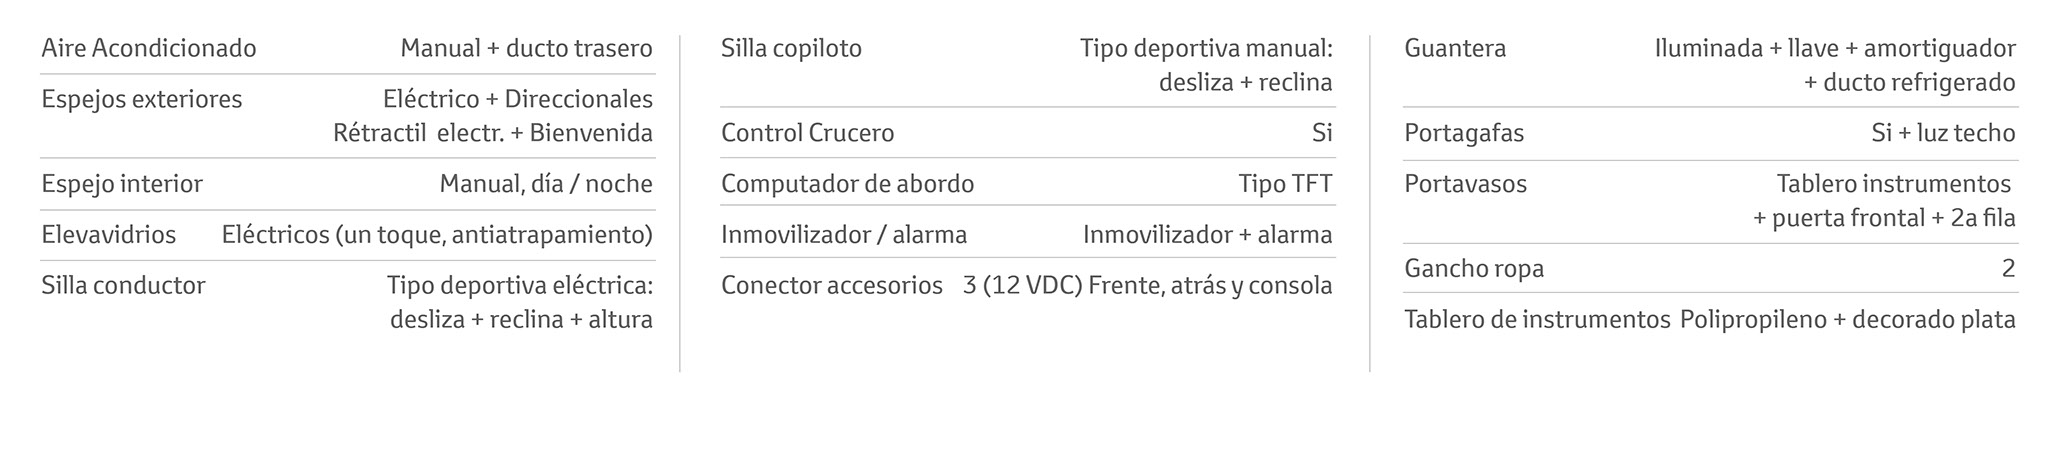 Aire Acondicionado Manual + ducto trasero
Espejos exteriores Eléctrico + Direccionales
Rétractil electr. + Bienvenida
Espejo interior Manual, día / noche
Elevavidrios Eléctricos (un toque, antiatrapamiento)
Silla conductor Tipo deportiva eléctrica:
desliza + reclina + altura
Silla copiloto Tipo deportiva manual:
desliza + reclina
Control Crucero Si
Computador de abordo Tipo TFT
Inmovilizador / alarma Inmovilizador + alarma
Conector accesorios 3 (12 VDC) Frente, atrás y consola
Guantera Iluminada + llave + amortiguador
+ ducto refrigerado
Portagafas Si + luz techo
Portavasos Tablero instrumentos
+ puerta frontal + 2a fila
Gancho ropa 2
Tablero de instrumentos Polipropileno + decorado plata